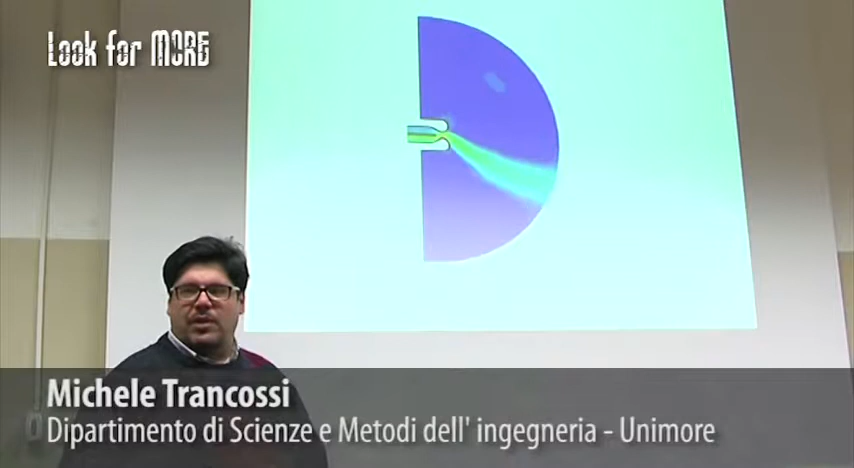 Look for MORE
Michele Trancossi
Dipartimento di Scienze e Metodi dell' ingegneria - Unimore